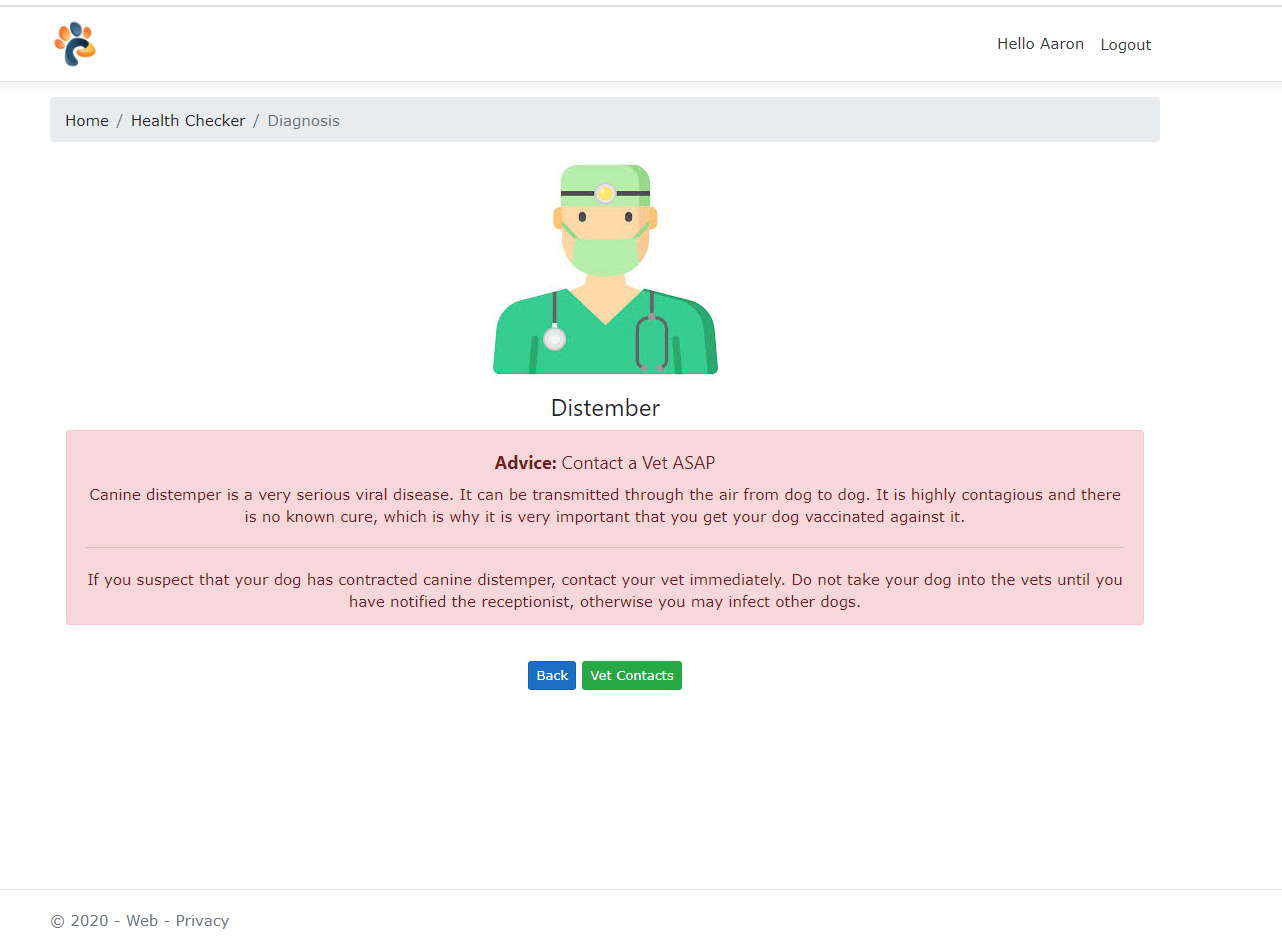 Hello Aaron Logout
Home / Health Checker / Diagnosis
Distember
Advice: Contact a Vet ASAP
Canine distemper is a very serious viral disease. It can be transmitted through the air from dog to dog. It is highly contagious and there
is no known cure, which is why it is very important that you get your dog vaccinated against it.
If you suspect that your dog has contracted canine distemper, contact your vet immediately. Do not take your dog into the vets until you
have notified the receptionist, otherwise you may infect other dogs.
Back Vet Contacts
© 2020 - Web - Privacy